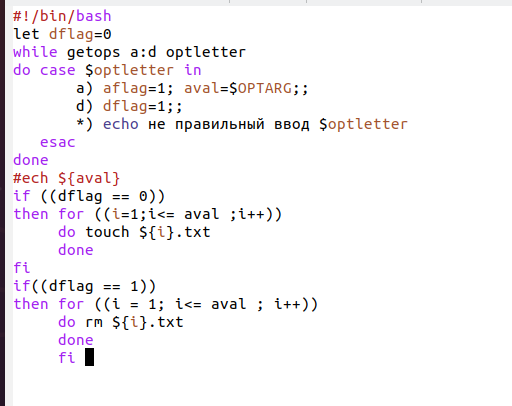 #!/bin/bash
let dflag=0
while getops a:d optletter
do case $optletter in
a) aflag=1; aval=$OPTARG;;
d) dflag=1;;
*) echo не правильный ввод $optletter
esac
done
#ech ${aval}
if ((dflag == 0))
then for ((i=1;i<= aval ;i++))
do touch ${i}.txt
done
fi
if((dflag == 1))
then for ((i = 1; i<= aval ; i++))
do rm ${i}.txt
done
fi